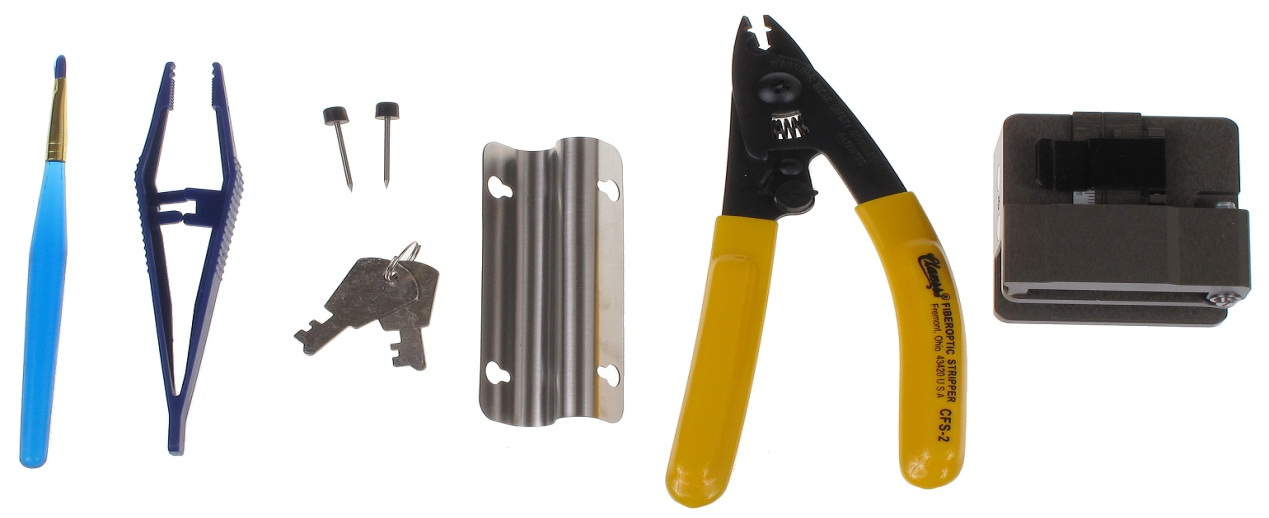 Clauss®
FIBEROPTIC STRIPPER CFS-2
Fremont, Ohio 43420 U S A